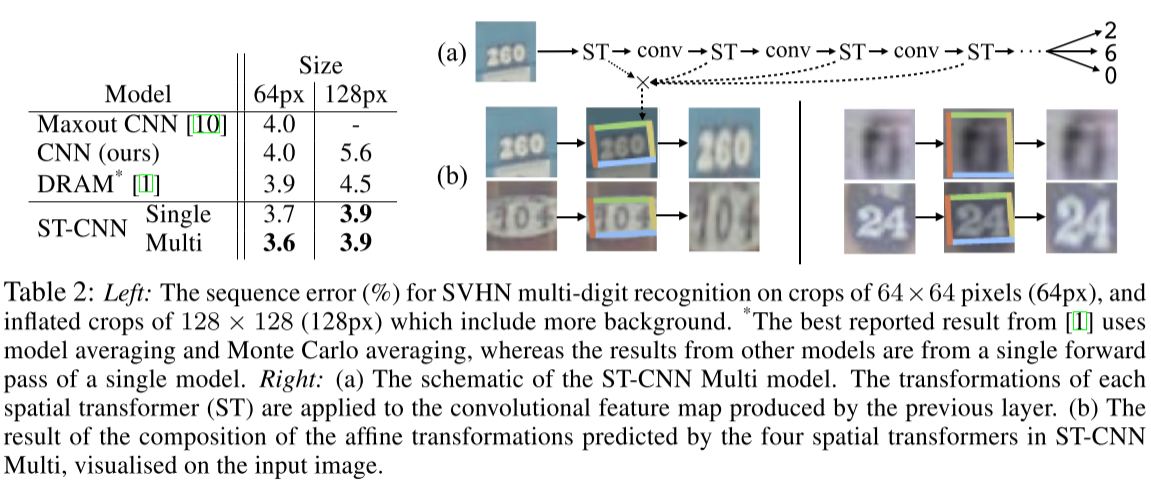 Size
Model 64px 128px
Maxout CNN [10] 4.0 -
CNN (ours) 4.0 5.6
DRAM* [1] 3.9 4.5
ST-CNN Single 3.7 3.9
Multi 3.6 3.9
(a) 260 ST conv ST conv ST conv ST ··· 2
6
0
×
(b) 260 260 260
104 104 104
24 24 24
Table 2: Left: The sequence error (%) for SVHN multi-digit recognition on crops of 64 × 64 pixels (64px), and
inflated crops of 128 × 128 (128px) which include more background. *The best reported result from [1] uses
model averaging and Monte Carlo averaging, whereas the results from other models are from a single forward
pass of a single model. Right: (a) The schematic of the ST-CNN Multi model. The transformations of each
spatial transformer (ST) are applied to the convolutional feature map produced by the previous layer. (b) The
result of the composition of the affine transformations predicted by the four spatial transformers in ST-CNN
Multi, visualised on the input image.